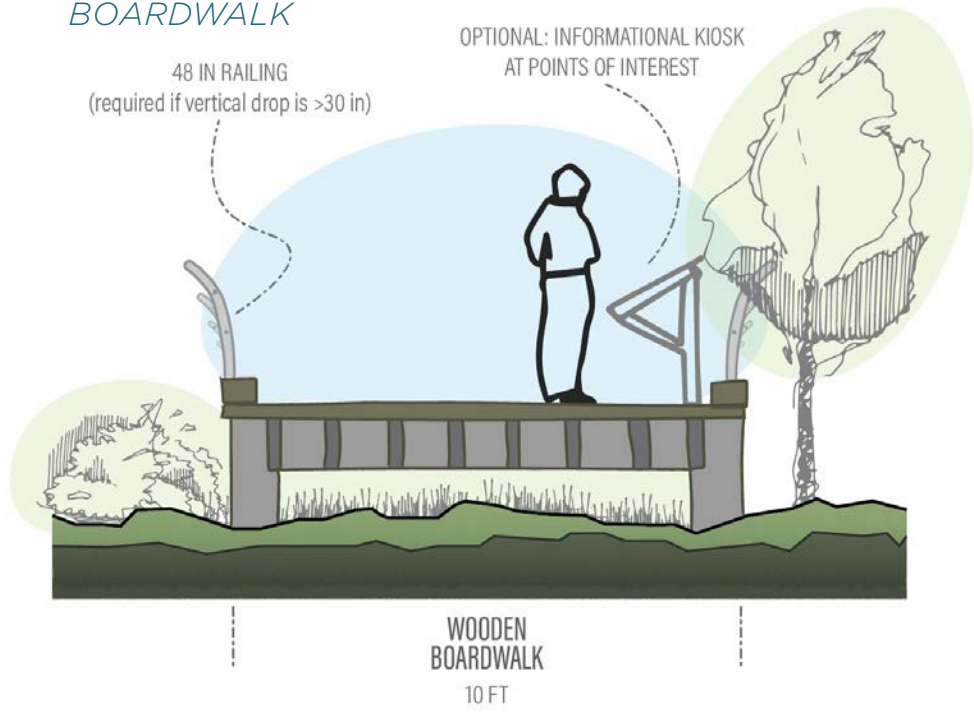 BOARDWALK
48 IN RAILING
(required if vertical drop is >30 in)
OPTIONAL: INFORMATIONAL KIOSK
AT POINTS OF INTEREST
WOODEN
BOARDWALK
10 FT